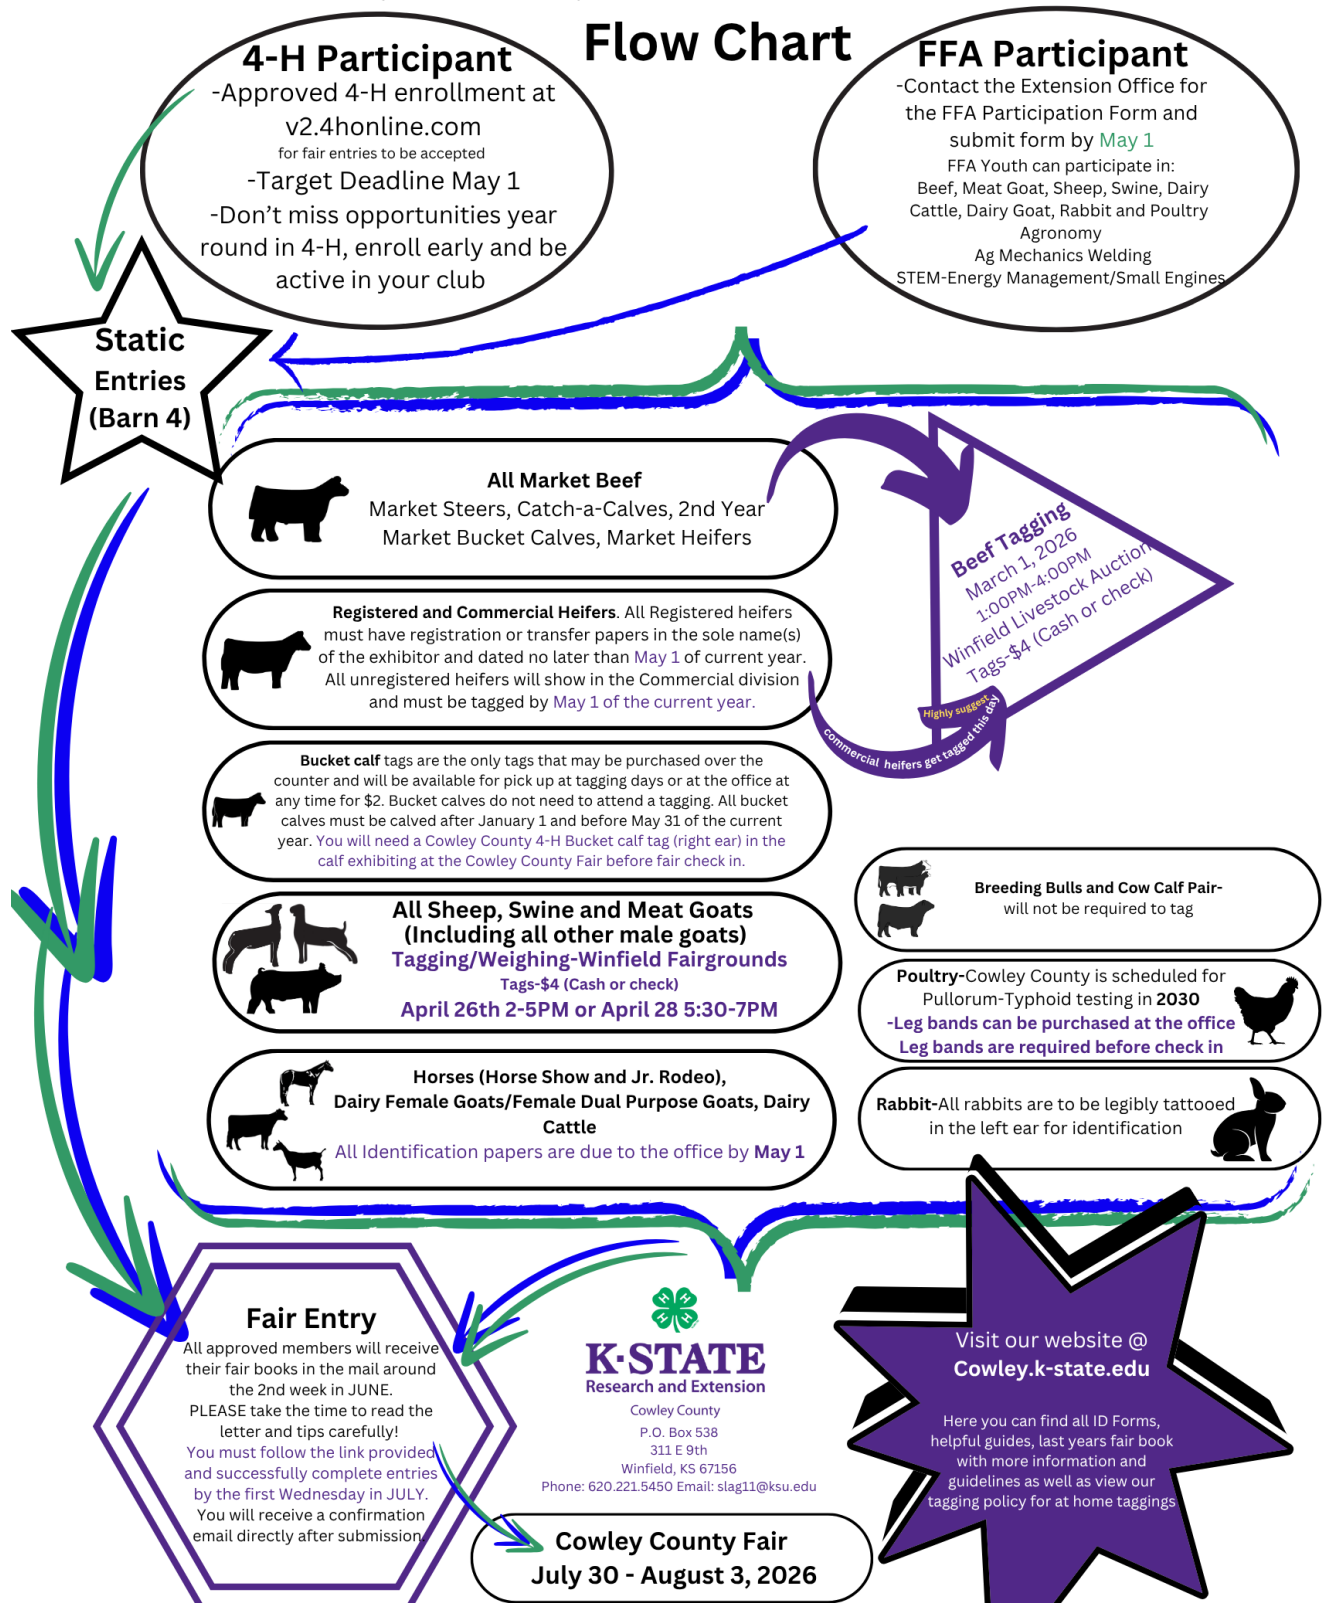 Flow Chart
4-H Participant
-Approved 4-H enrollment at
v2.4honline.com
for fair entries to be accepted
-Target Deadline May 1
-Don't miss opportunities year
round in 4-H, enroll early and be
active in your club
FFA Participant
-Contact the Extension Office for
the FFA Participation Form and
submit form by May 1
FFA Youth can participate in:
Beef, Meat Goat, Sheep, Swine, Dairy
Cattle, Dairy Goat, Rabbit and Poultry
Agronomy
Ag Mechanics Welding
STEM-Energy Management/Small Engines
Static
Entries
(Barn 4)
All Market Beef
Market Steers, Catch-a-Calves, 2nd Year
Market Bucket Calves, Market Heifers
Beef Tagging
March 1, 2026
1:00PM-4:00PM
Winfield Livestock Auction
Tags-$4 (Cash or check)
Registered and Commercial Heifers. All Registered heifers
must have registration or transfer papers in the sole name(s)
of the exhibitor and dated no later than May 1 of current year.
All unregistered heifers will show in the Commercial division
and must be tagged by May 1 of the current year.
Highly suggest
commercial heifers get tagged this day
Bucket calf tags are the only tags that may be purchased over the
counter and will be available for pick up at tagging days or at the office at
any time for $2. Bucket calves do not need to attend a tagging. All bucket
calves must be calved after January 1 and before May 31 of the current
year. You will need a Cowley County 4-H Bucket calf tag (right ear) in the
calf exhibiting at the Cowley County Fair before fair check in.
All Sheep, Swine and Meat Goats
(Including all other male goats)
Tagging/Weighing-Winfield Fairgrounds
Tags-$4 (Cash or check)
April 26th 2-5PM or April 28 5:30-7PM
Horses (Horse Show and Jr. Rodeo),
Dairy Female Goats/Female Dual Purpose Goats, Dairy
Cattle
All Identification papers are due to the office by May 1
Breeding Bulls and Cow Calf Pair-
will not be required to tag
Poultry-Cowley County is scheduled for
Pullorum-Typhoid testing in 2030
-Leg bands can be purchased at the office
Leg bands are required before check in
Rabbit-All rabbits are to be legibly tattooed
in the left ear for identification
Fair Entry
All approved members will receive
their fair books in the mail around
the 2nd week in JUNE.
PLEASE take the time to read the
letter and tips carefully!
You must follow the link provided
and successfully complete entries
by the first Wednesday in JULY.
You will receive a confirmation
email directly after submission.
H H
H H
K-STATE
Research and Extension
Cowley County
P.O. Box 538
311 E 9th
Winfield, KS 67156
Phone: 620.221.5450 Email: slag11@ksu.edu
Cowley County Fair
July 30 - August 3, 2026
Visit our website @
Cowley.k-state.edu
Here you can find all ID Forms,
helpful guides, last years fair book
with more information and
guidelines as well as view our
tagging policy for at home taggings